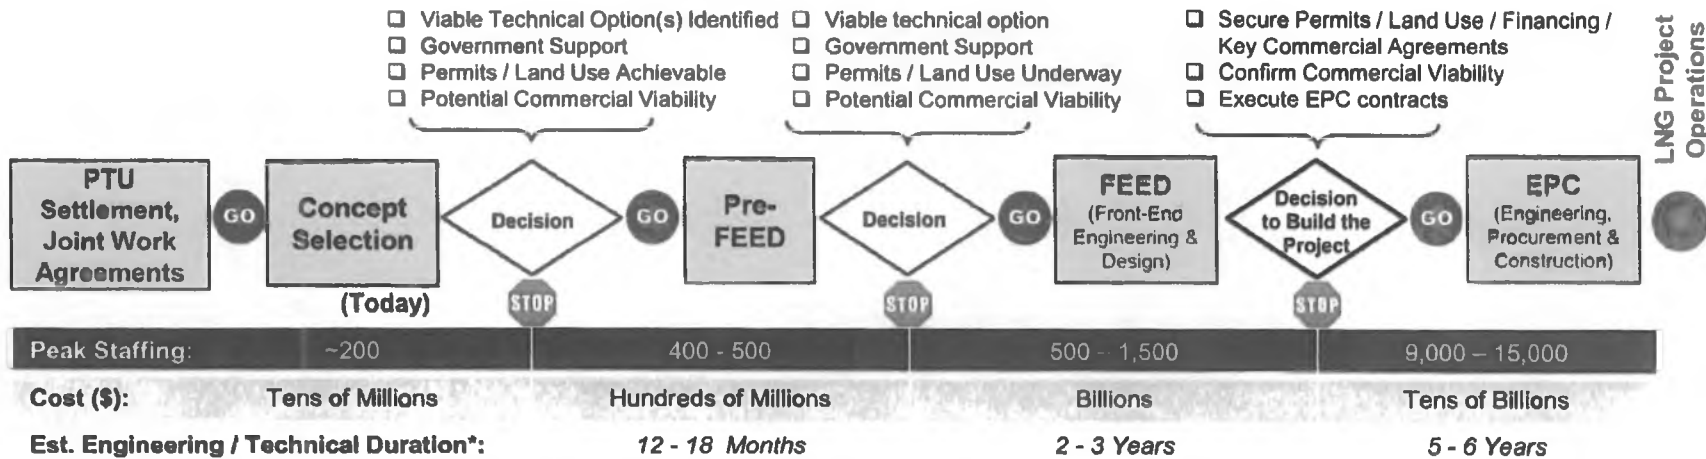 ❑ Viable Technical Option(s) Identified
❑ Government Support
❑ Permits / Land Use Achievable
❑ Potential Commercial Viability
❑ Viable technical option
❑ Government Support
❑ Permits / Land Use Underway
❑ Potential Commercial Viability
❑ Secure Permits / Land Use / Financing /
Key Commercial Agreements
❑ Confirm Commercial Viability
❑ Execute EPC contracts
LNG Project
Operations
PTU
Settlement,
Joint Work
Agreements
GO
Concept
Selection
(Today)
Decision
STOP
GO
Pre-
FEED
Decision
STOP
GO
FEED
(Front-End
Engineering &
Design)
Decision
to Build the
Project
STOP
GO
EPC
(Engineering,
Procurement &
Construction)
Peak Staffing: ~200 400 - 500 500 – 1,500 9,000 – 15,000
Cost ($): Tens of Millions Hundreds of Millions Billions Tens of Billions
Est. Engineering / Technical Duration*: 12 - 18 Months 2 - 3 Years 5 - 6 Years